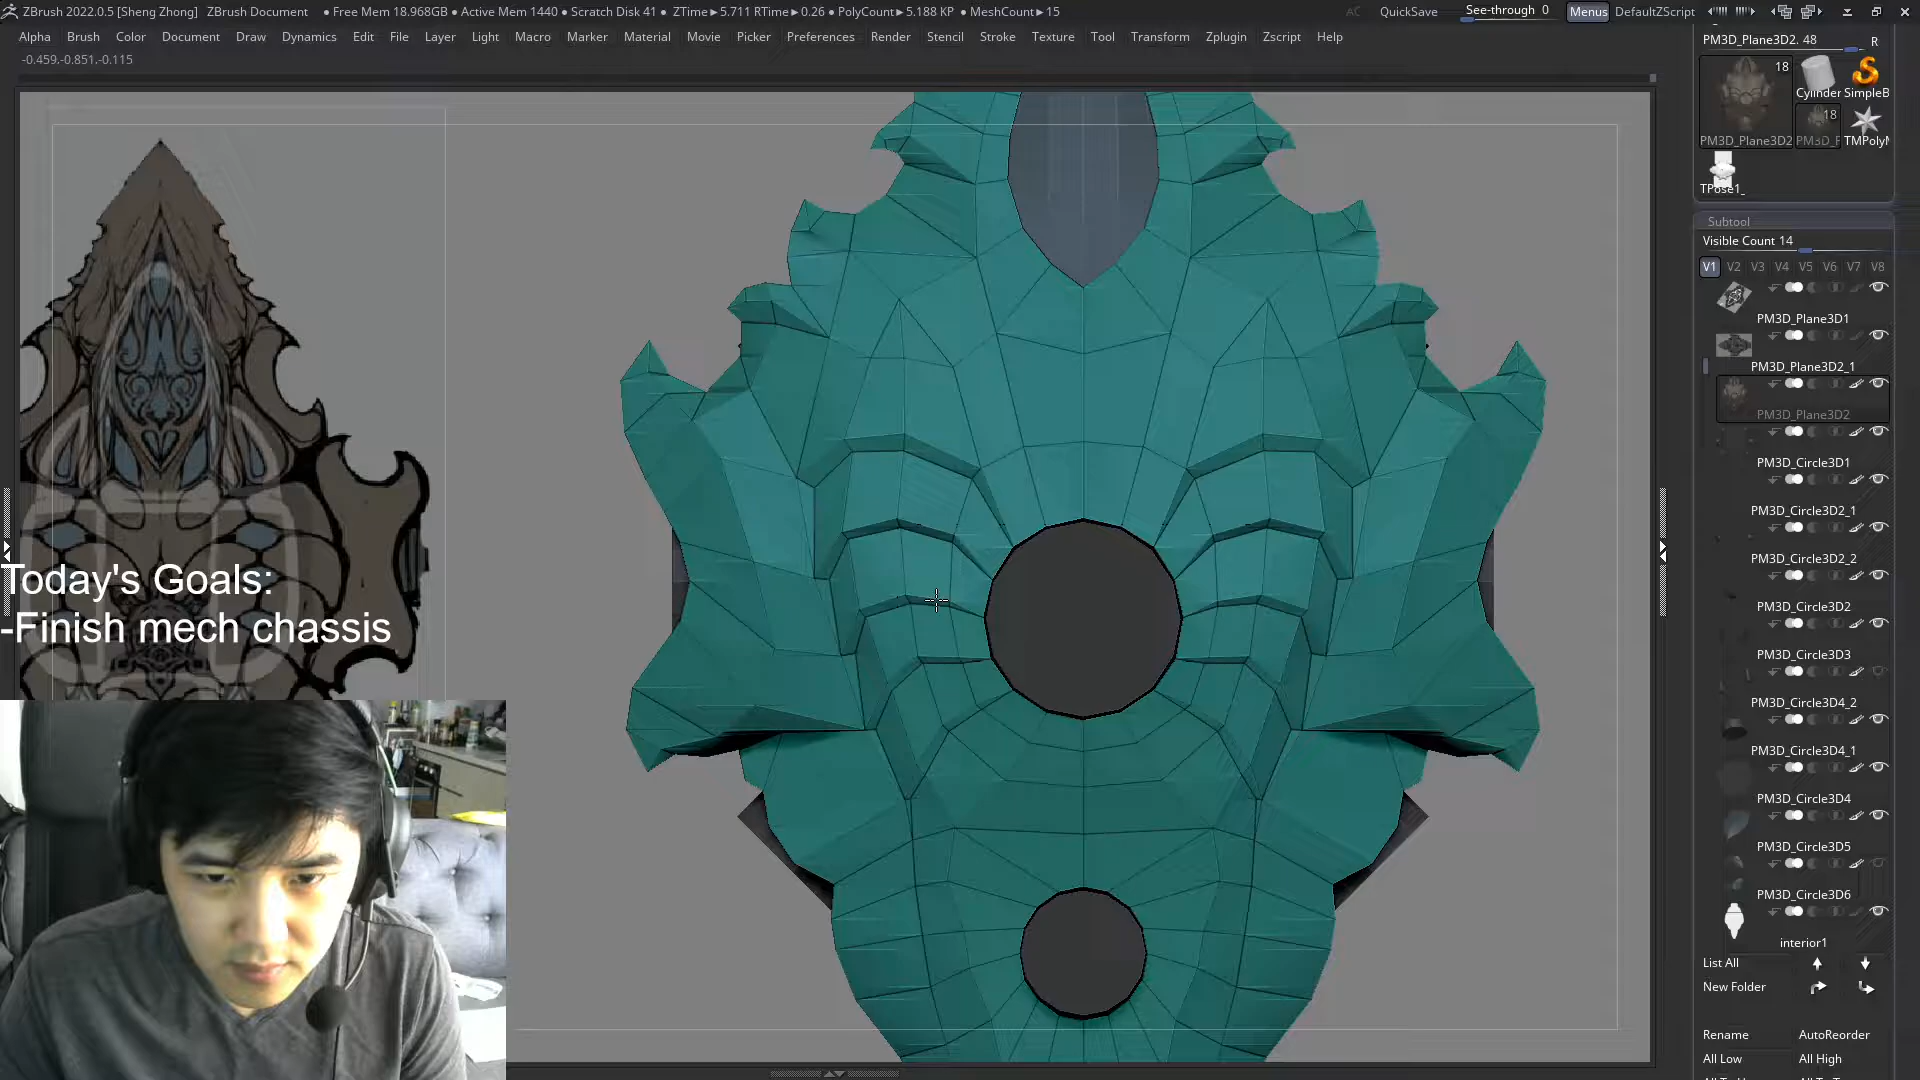 ZBrush 2022.0.5 [Sheng Zhong] ZBrush Document ● Free Mem 18.968GB ● Active Mem 1440 ● Scratch Disk 41 ● ZTime►5.711 RTime►0.26 ● PolyCount►5.188 KP ● MeshCount►15 AC QuickSave See-through 0 Menus DefaultZScript
Alpha Brush Color Document Draw Dynamics Edit File Layer Light Macro Marker Material Movie Picker Preferences Render Stencil Stroke Texture Tool Transform Zplugin Zscript Help
-0.459,-0.851,-0.115
PM3D_Plane3D2. 48 R
18
Cylinder SimpleB
18
PM3D_Plane3D2 PM3D_F TMPolyM
TPose1_
Subtool
Visible Count 14
V1 V2 V3 V4 V5 V6 V7 V8
PM3D_Plane3D1
PM3D_Plane3D2_1
PM3D_Plane3D2
PM3D_Circle3D1
PM3D_Circle3D2_1
PM3D_Circle3D2_2
PM3D_Circle3D2
PM3D_Circle3D3
PM3D_Circle3D4_2
PM3D_Circle3D4_1
PM3D_Circle3D4
PM3D_Circle3D5
PM3D_Circle3D6
interior1
List All
New Folder
Rename AutoReorder
All Low All High
Today's Goals:
-Finish mech chassis